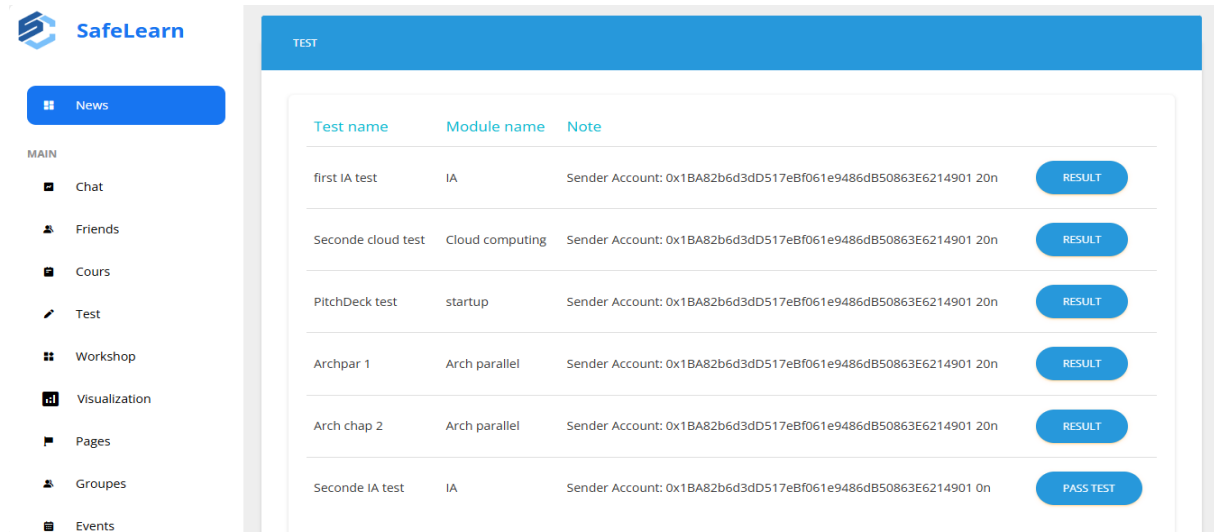 SafeLearn
News
MAIN
Chat
Friends
Cours
Test
Workshop
Visualization
Pages
Groupes
Events
TEST
Test name Module name Note
first IA test IA Sender Account: 0x1BA82b6d3dD517eBf061e9486dB50863E6214901 20n RESULT
Seconde cloud test Cloud computing Sender Account: 0x1BA82b6d3dD517eBf061e9486dB50863E6214901 20n RESULT
PitchDeck test startup Sender Account: 0x1BA82b6d3dD517eBf061e9486dB50863E6214901 20n RESULT
Archpar 1 Arch parallel Sender Account: 0x1BA82b6d3dD517eBf061e9486dB50863E6214901 20n RESULT
Arch chap 2 Arch parallel Sender Account: 0x1BA82b6d3dD517eBf061e9486dB50863E6214901 20n RESULT
Seconde IA test IA Sender Account: 0x1BA82b6d3dD517eBf061e9486dB50863E6214901 0n PASS TEST